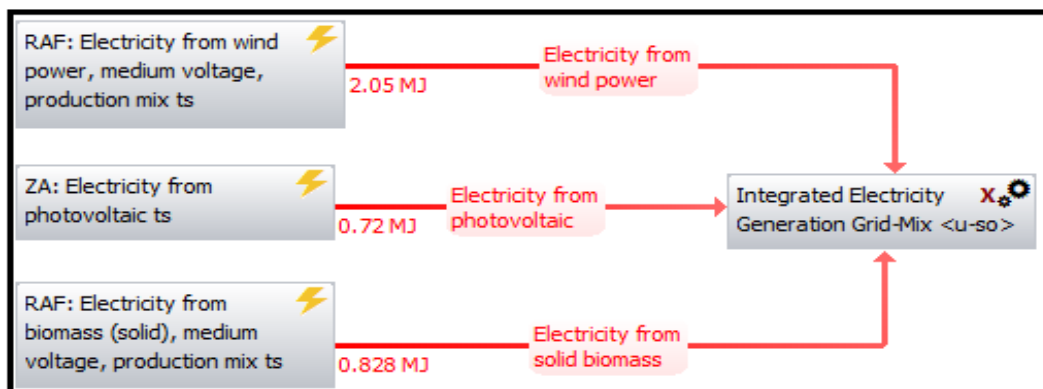 RAF: Electricity from wind
power, medium voltage,
production mix ts
2.05 MJ
Electricity from
wind power
ZA: Electricity from
photovoltaic ts
0.72 MJ
Electricity from
photovoltaic
Integrated Electricity X
Generation Grid-Mix <u-so>
RAF: Electricity from
biomass (solid), medium
voltage, production mix ts
0.828 MJ
Electricity from
solid biomass